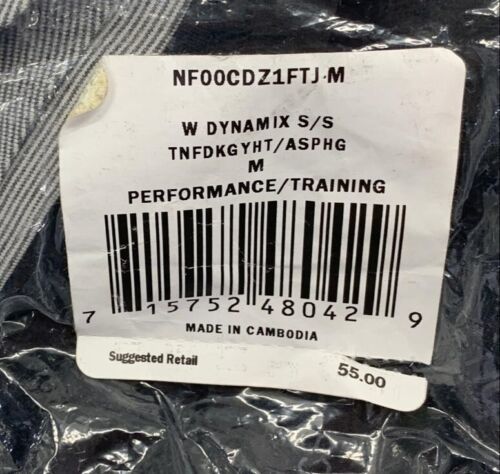 NF00CDZ1FTJ-M
W DYNAMIX S/S
TNFDKGYHT/ASPHG
M
PERFORMANCE/TRAINING
7 15752 48042 9
MADE IN CAMBODIA
Suggested Retail 55.00